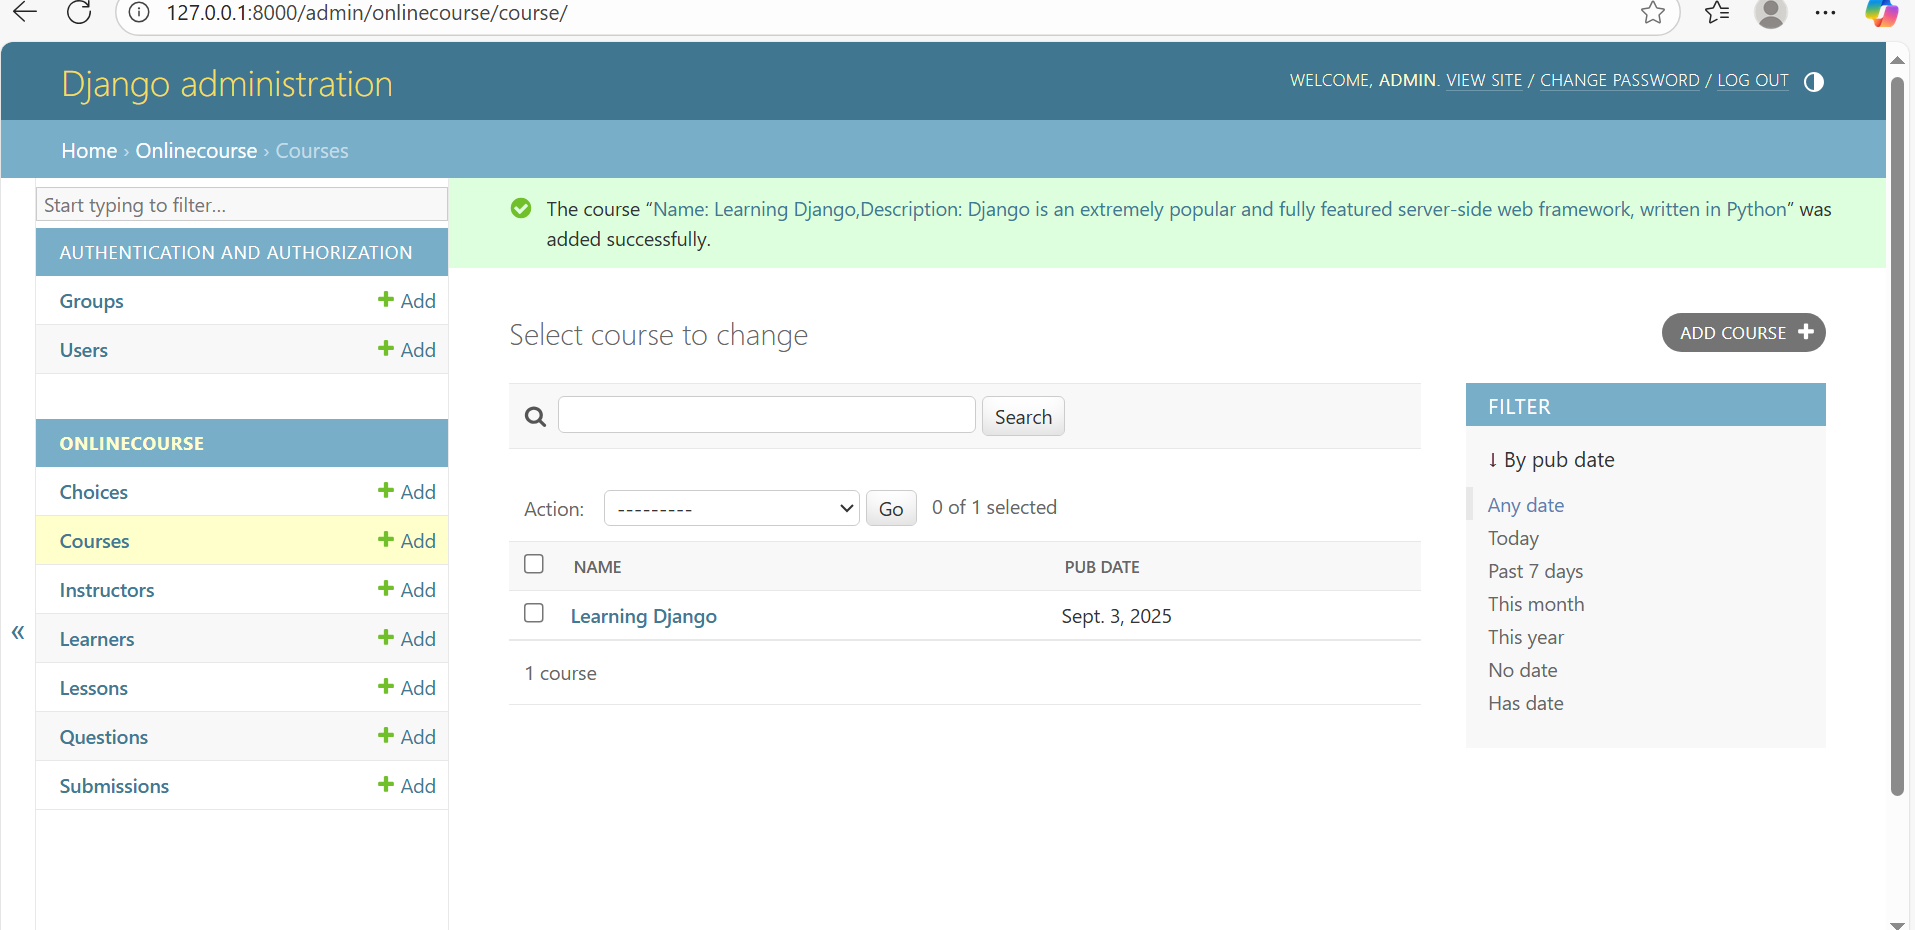 127.0.0.1:8000/admin/onlinecourse/course/
Django administration
WELCOME, ADMIN. VIEW SITE / CHANGE PASSWORD / LOG OUT
Home › Onlinecourse › Courses
Start typing to filter...
AUTHENTICATION AND AUTHORIZATION
Groups + Add
Users + Add
ONLINECOURSE
Choices + Add
Courses + Add
Instructors + Add
Learners + Add
Lessons + Add
Questions + Add
Submissions + Add
«
The course “Name: Learning Django,Description: Django is an extremely popular and fully featured server-side web framework, written in Python” was
added successfully.
Select course to change
ADD COURSE +
Search
Action: --------- Go 0 of 1 selected
NAME PUB DATE
Learning Django Sept. 3, 2025
1 course
FILTER
↓ By pub date
Any date
Today
Past 7 days
This month
This year
No date
Has date